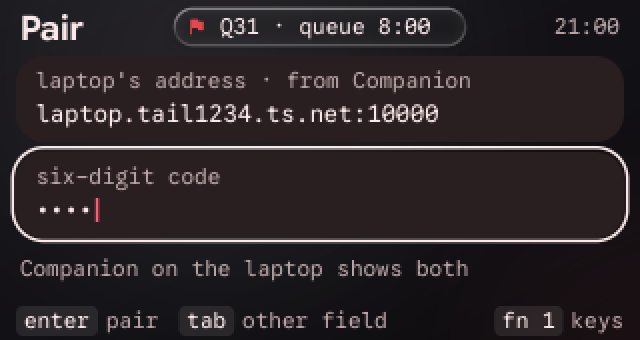 Pair
Q31 · queue 8:00
21:00
laptop's address · from Companion
laptop.tail1234.ts.net:10000
six-digit code
••••
Companion on the laptop shows both
enter pair tab other field fn 1 keys